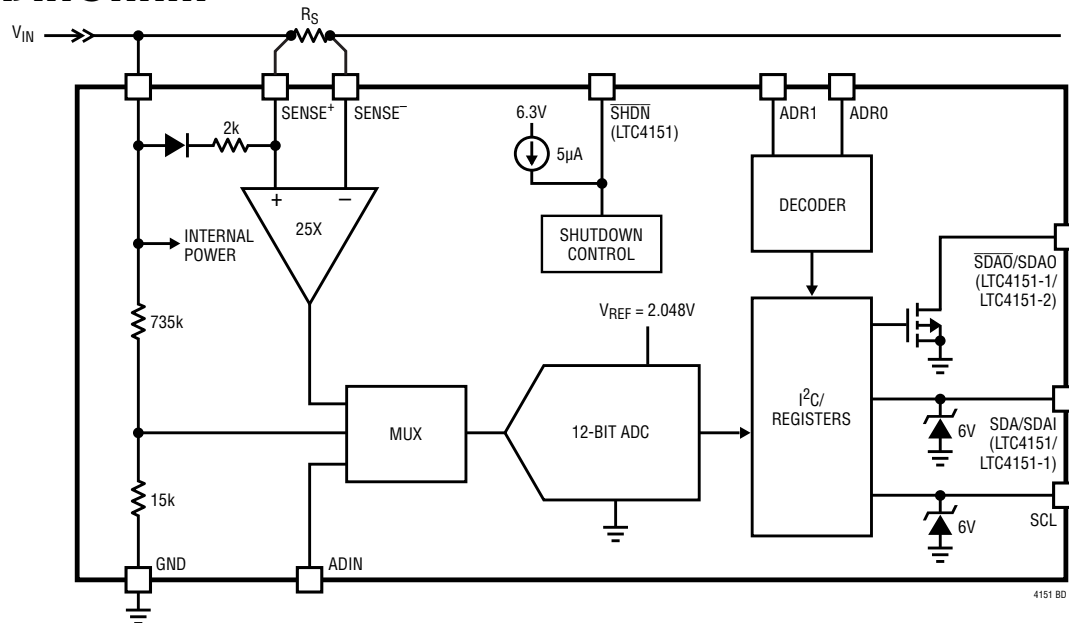 V_IN
R_S
SENSE⁺
SENSE⁻
SHDN
(LTC4151)
ADR1
ADR0
2k
6.3V
5µA
+
−
25X
INTERNAL
POWER
SHUTDOWN
CONTROL
DECODER
SDAO/SDAO
(LTC4151-1/
LTC4151-2)
735k
V_REF = 2.048V
MUX
12-BIT ADC
I²C/
REGISTERS
6V
SDA/SDAI
(LTC4151/
LTC4151-1)
15k
6V
SCL
GND
ADIN
4151 BD